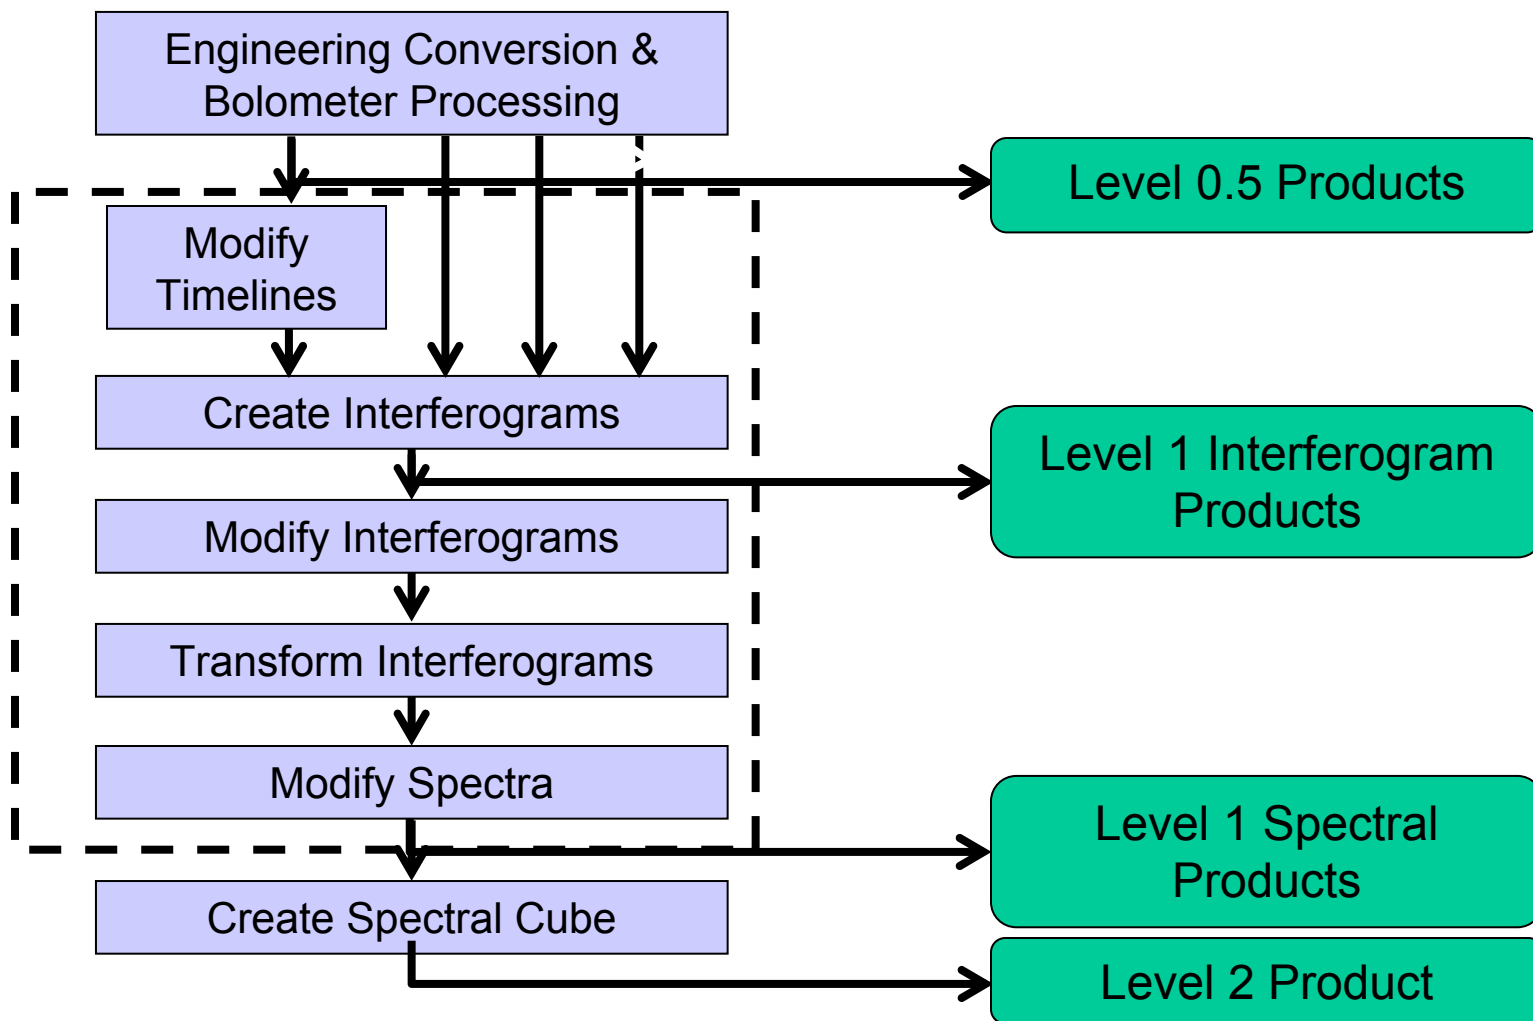 Engineering Conversion &
Bolometer Processing
Level 0.5 Products
Modify
Timelines
Create Interferograms
Level 1 Interferogram
Products
Modify Interferograms
Transform Interferograms
Modify Spectra
Level 1 Spectral
Products
Create Spectral Cube
Level 2 Product